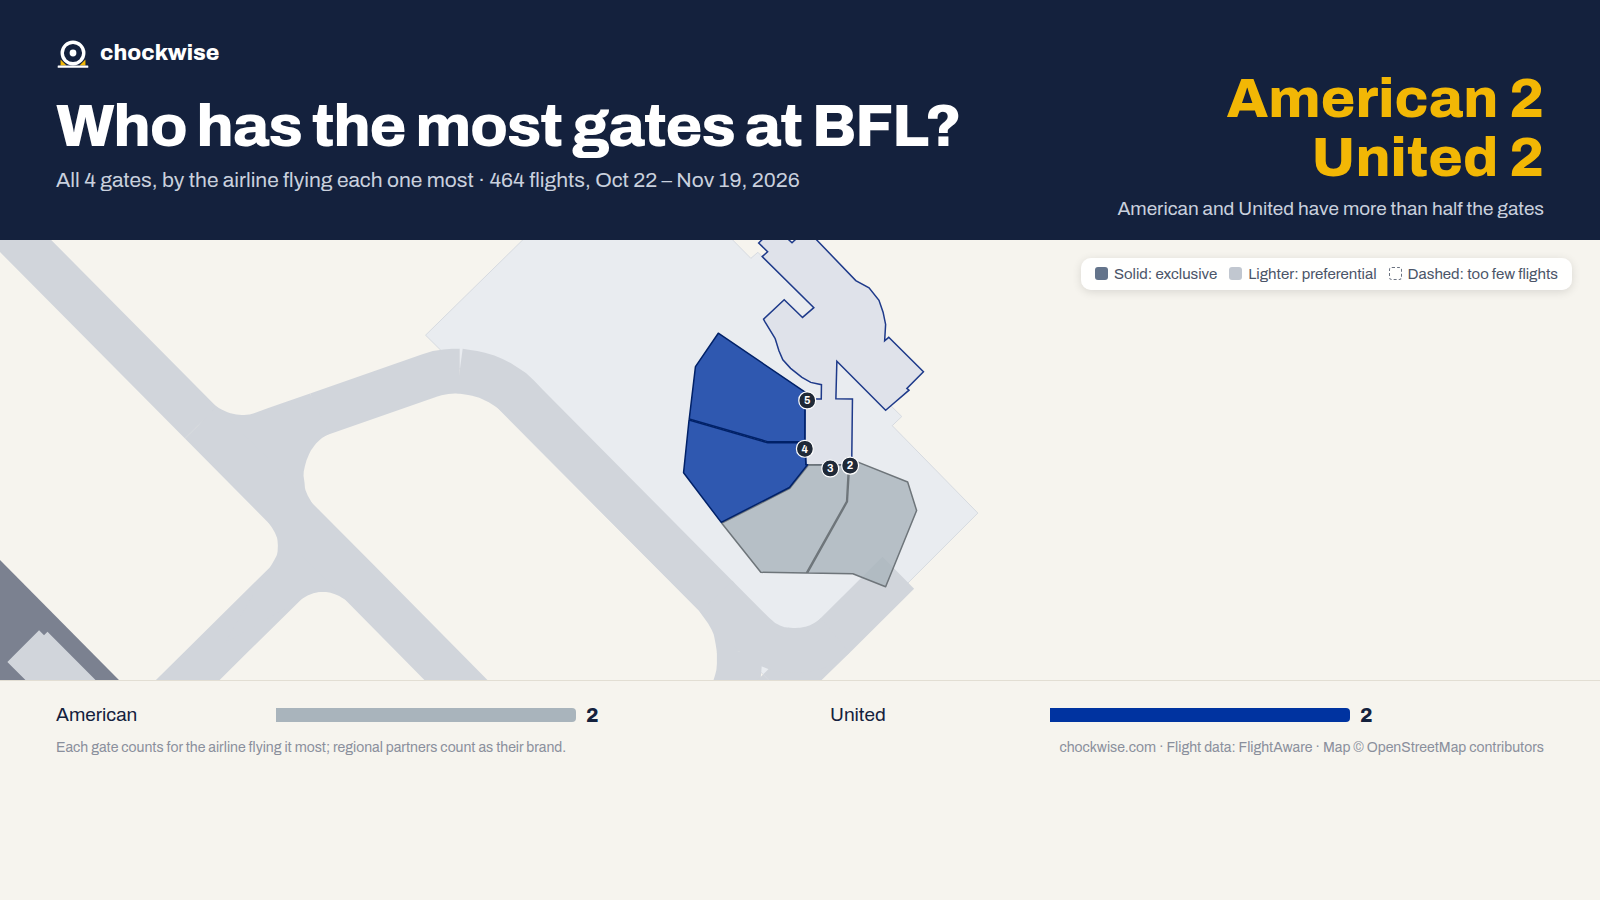 chockwise
Who has the most gates at BFL?
All 4 gates, by the airline flying each one most · 464 flights, Oct 22 – Nov 19, 2026
American 2
United 2
American and United have more than half the gates
Solid: exclusive Lighter: preferential Dashed: too few flights
5
4
3
2
American 2
United 2
Each gate counts for the airline flying it most; regional partners count as their brand.
chockwise.com · Flight data: FlightAware · Map © OpenStreetMap contributors